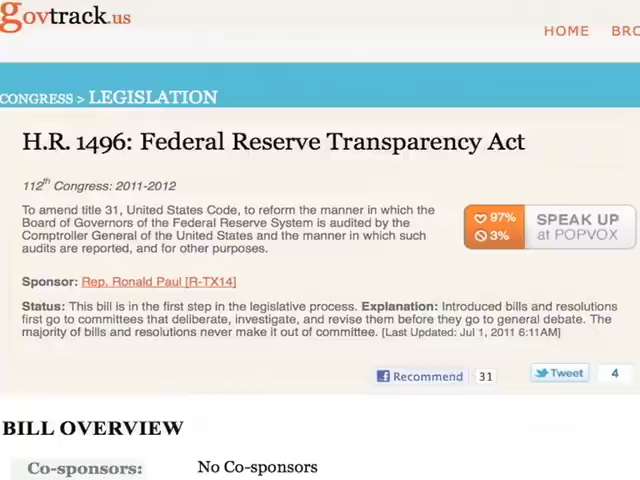 govtrack.us
HOME
CONGRESS > LEGISLATION
H.R. 1496: Federal Reserve Transparency Act
112th Congress: 2011-2012
To amend title 31, United States Code, to reform the manner in which the
Board of Governors of the Federal Reserve System is audited by the
Comptroller General of the United States and the manner in which such
audits are reported, and for other purposes.
97%
3%
SPEAK UP
at POPVOX
Sponsor: Rep. Ronald Paul [R-TX14]
Status: This bill is in the first step in the legislative process. Explanation: Introduced bills and resolutions
first go to committees that deliberate, investigate, and revise them before they go to general debate. The
majority of bills and resolutions never make it out of committee. [Last Updated: Jul 1, 2011 6:11AM]
Recommend 31 Tweet 4
BILL OVERVIEW
Co-sponsors: No Co-sponsors